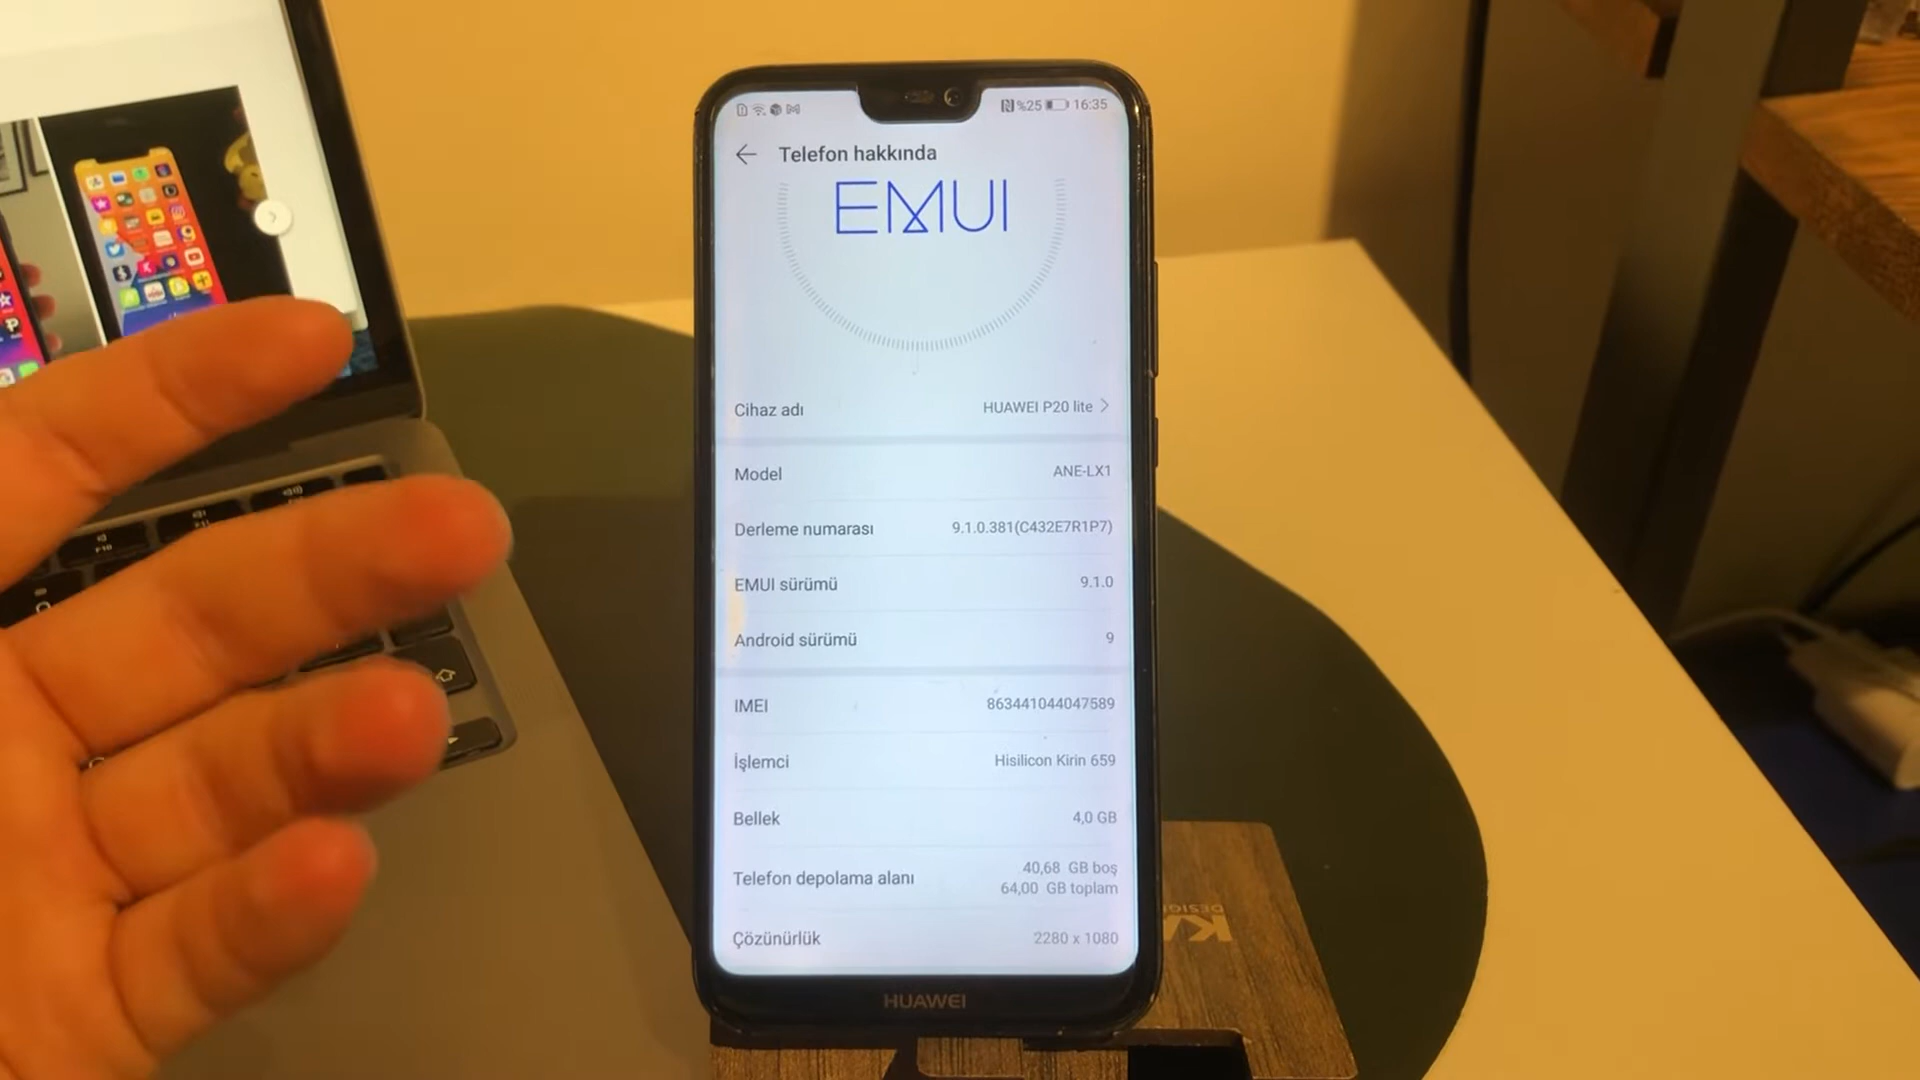 %25 16:35
Telefon hakkında
EMUI
Cihaz adı HUAWEI P20 lite
Model ANE-LX1
Derleme numarası 9.1.0.381(C432E7R1P7)
EMUI sürümü 9.1.0
Android sürümü 9
IMEI 863441044047589
İşlemci Hisilicon Kirin 659
Bellek 4,0 GB
Telefon depolama alanı 40,68 GB boş
64,00 GB toplam
Çözünürlük 2280 x 1080
HUAWEI
F10
F11